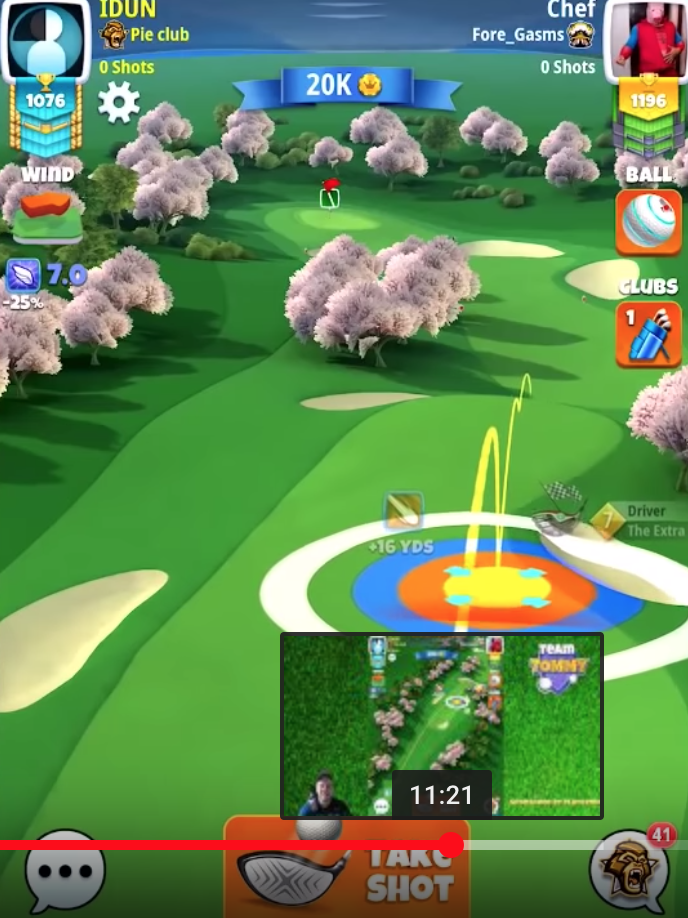 IDUN
Pie club
0 Shots
1076
Chef
Fore_Gasms
0 Shots
1196
20K
WIND
7.0
-25%
BALL
CLUBS
1
+16 YDS
7
Driver
The Extra
TEAM
TOMMY
11:21
TAKE
SHOT
41